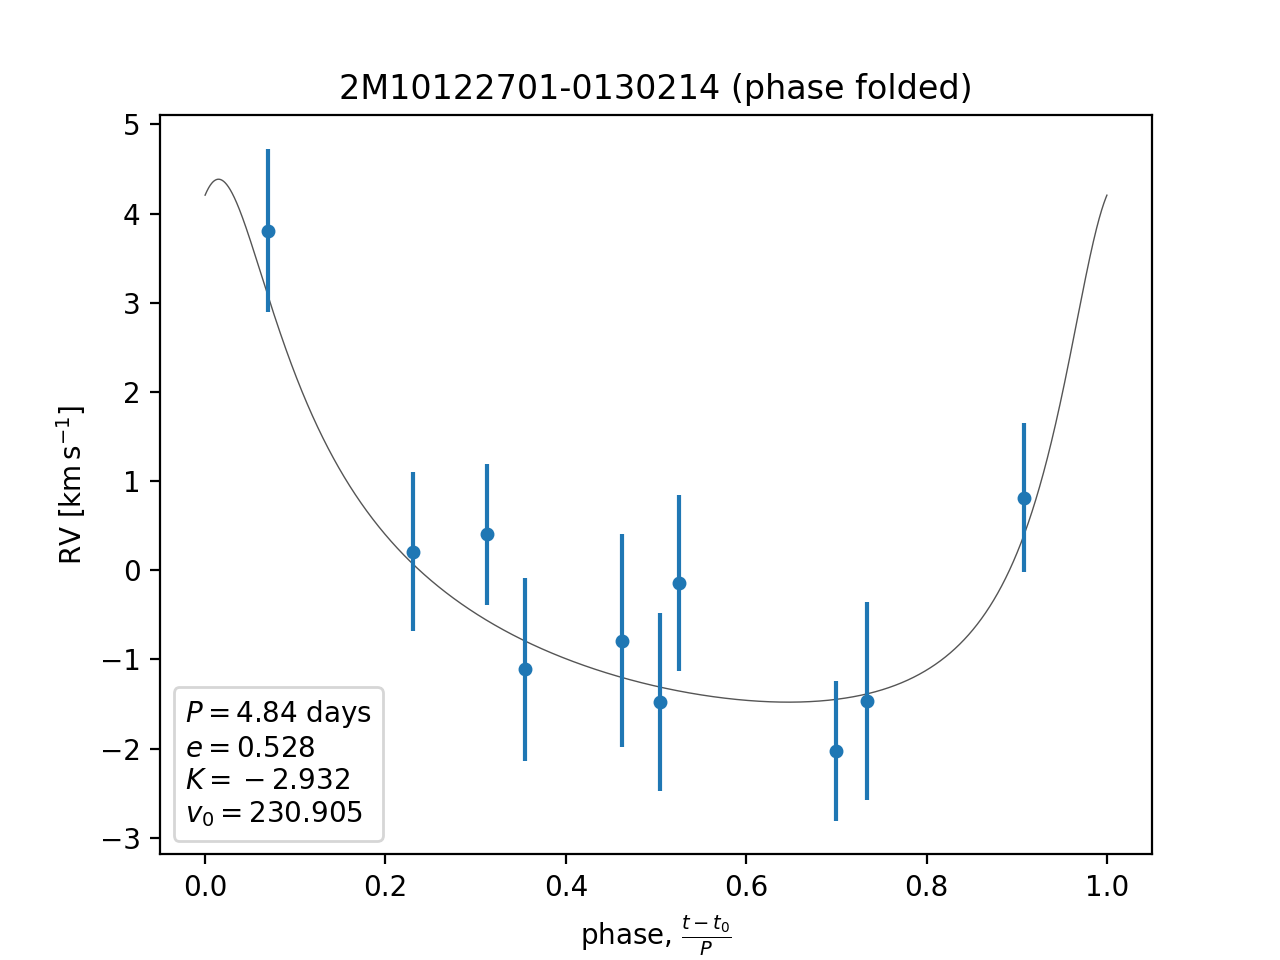 2M10122701-0130214 (phase folded)
5
4
3
2
1
0
−1
−2
−3
RV [km s⁻¹]
P = 4.84 days
e = 0.528
K = −2.932
v₀ = 230.905
0.0 0.2 0.4 0.6 0.8 1.0
phase, (t − t₀)/P